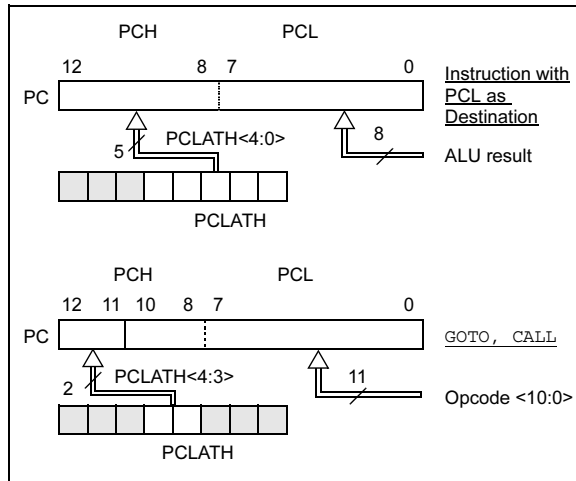 PCH PCL
12 8 7 0
PC
Instruction with
PCL as
Destination
5 PCLATH<4:0>
8
ALU result
PCLATH
PCH PCL
12 11 10 8 7 0
PC
GOTO, CALL
2 PCLATH<4:3>
11
Opcode <10:0>
PCLATH